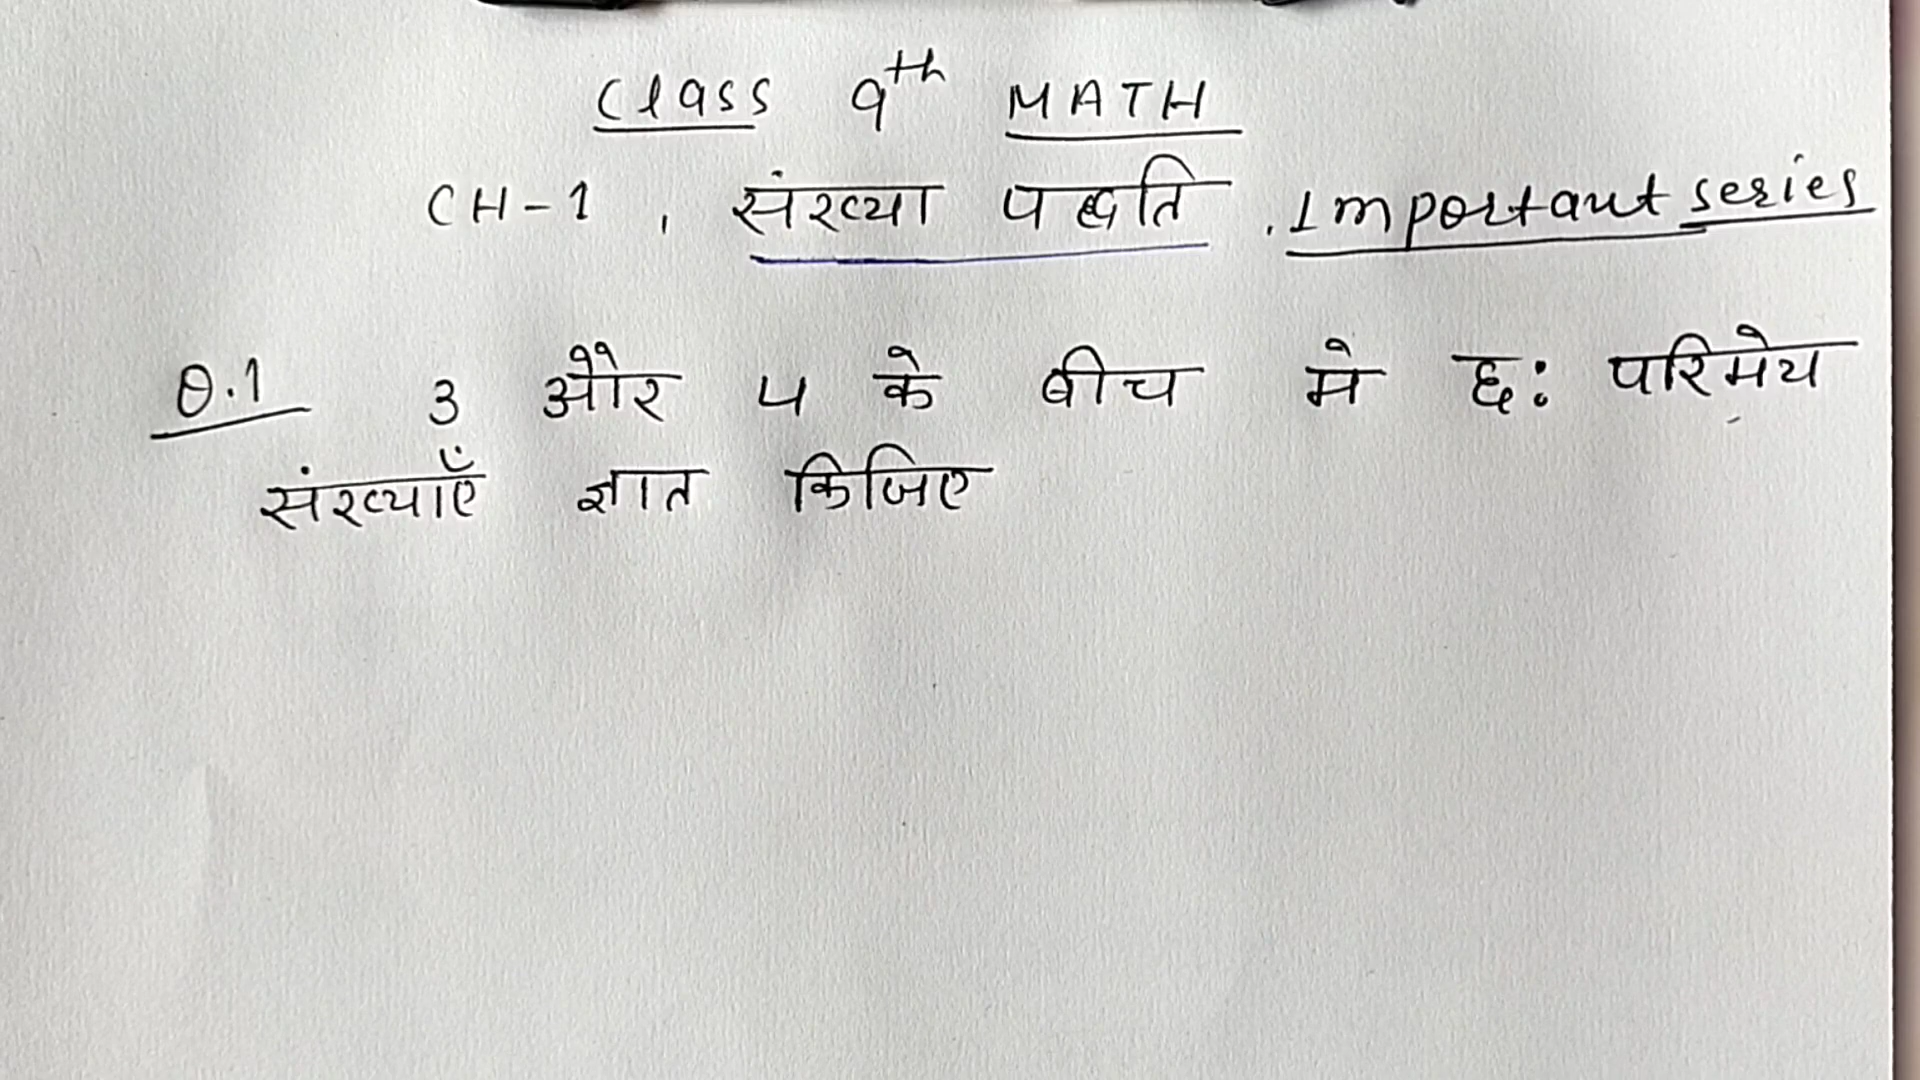 Class 9th MATH
CH-1, संख्या पद्धति, Important series
Q.1 3 और 4 के बीच मे छ: परिमेय
संख्याएँ ज्ञात किजिए